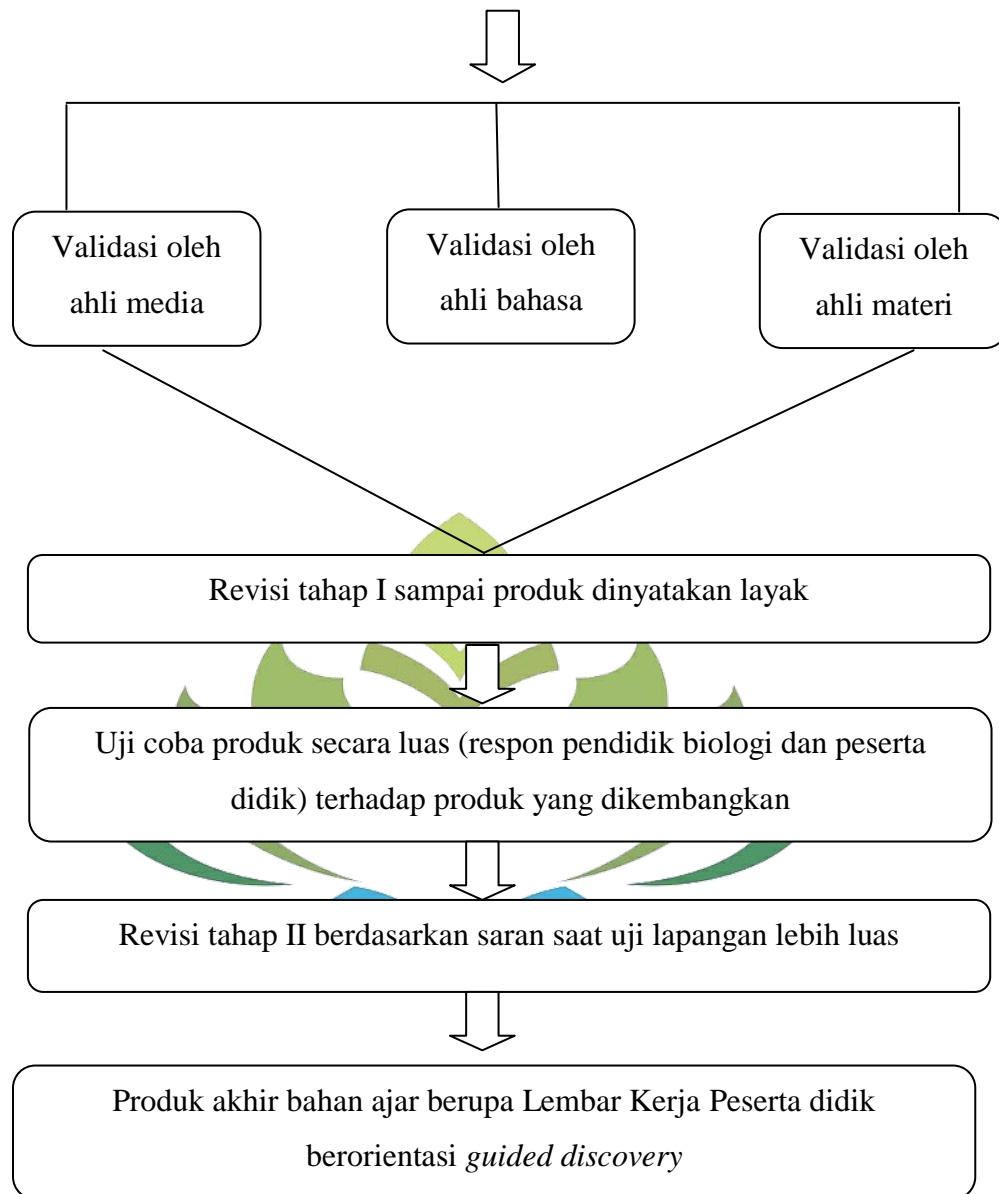 Validasi oleh
ahli media
Validasi oleh
ahli bahasa
Validasi oleh
ahli materi
Revisi tahap I sampai produk dinyatakan layak
Uji coba produk secara luas (respon pendidik biologi dan peserta
didik) terhadap produk yang dikembangkan
Revisi tahap II berdasarkan saran saat uji lapangan lebih luas
Produk akhir bahan ajar berupa Lembar Kerja Peserta didik
berorientasi guided discovery